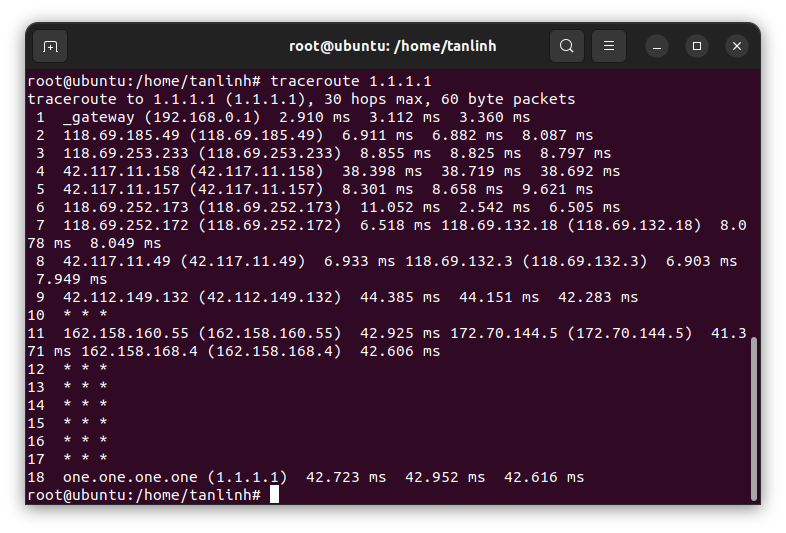 root@ubuntu: /home/tanlinh
root@ubuntu:/home/tanlinh# traceroute 1.1.1.1
traceroute to 1.1.1.1 (1.1.1.1), 30 hops max, 60 byte packets
 1  _gateway (192.168.0.1)  2.910 ms  3.112 ms  3.360 ms
 2  118.69.185.49 (118.69.185.49)  6.911 ms  6.882 ms  8.087 ms
 3  118.69.253.233 (118.69.253.233)  8.855 ms  8.825 ms  8.797 ms
 4  42.117.11.158 (42.117.11.158)  38.398 ms  38.719 ms  38.692 ms
 5  42.117.11.157 (42.117.11.157)  8.301 ms  8.658 ms  9.621 ms
 6  118.69.252.173 (118.69.252.173)  11.052 ms  2.542 ms  6.505 ms
 7  118.69.252.172 (118.69.252.172)  6.518 ms 118.69.132.18 (118.69.132.18)  8.0
78 ms  8.049 ms
 8  42.117.11.49 (42.117.11.49)  6.933 ms 118.69.132.3 (118.69.132.3)  6.903 ms
 7.949 ms
 9  42.112.149.132 (42.112.149.132)  44.385 ms  44.151 ms  42.283 ms
10  * * *
11  162.158.160.55 (162.158.160.55)  42.925 ms 172.70.144.5 (172.70.144.5)  41.3
71 ms 162.158.168.4 (162.158.168.4)  42.606 ms
12  * * *
13  * * *
14  * * *
15  * * *
16  * * *
17  * * *
18  one.one.one.one (1.1.1.1)  42.723 ms  42.952 ms  42.616 ms
root@ubuntu:/home/tanlinh#